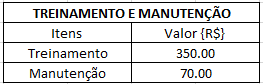 TREINAMENTO E MANUTENÇÃO
Itens Valor {R$}
Treinamento 350.00
Manutenção 70.00